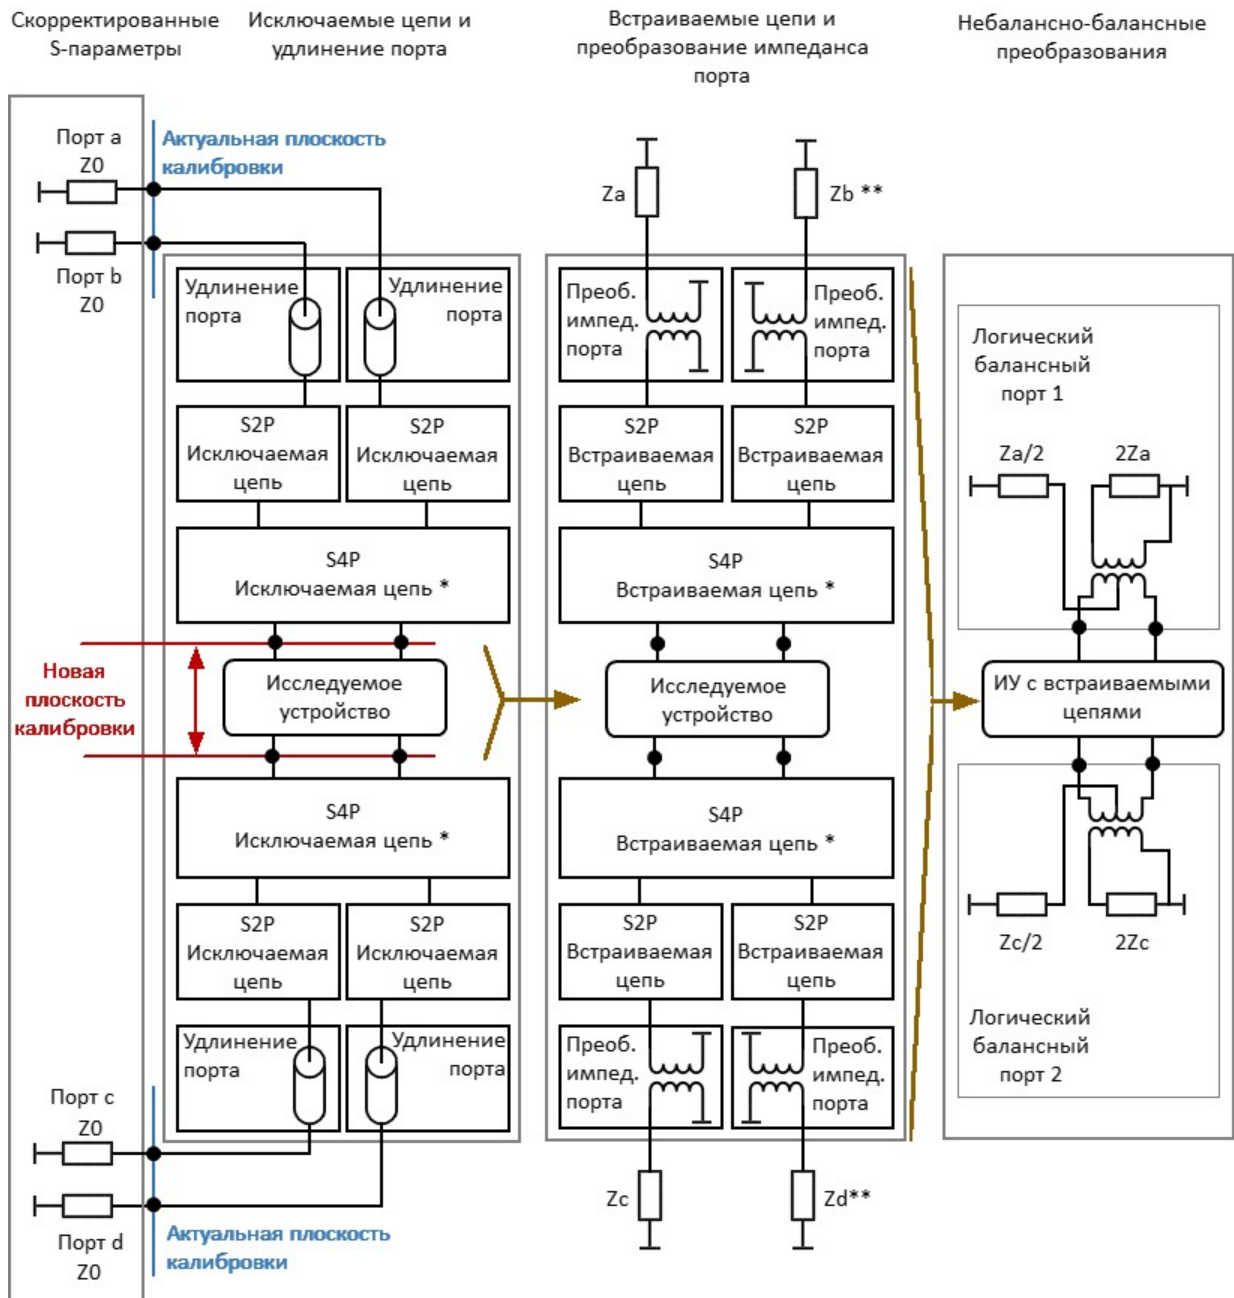 Скорректированные
S-параметры
Исключаемые цепи и
удлинение порта
Встраиваемые цепи и
преобразование импеданса
порта
Небалансно-балансные
преобразования
Порт a
Z0
Актуальная плоскость
калибровки
Порт b
Z0
Za
Zb **
Удлинение
порта
Удлинение
порта
Преоб.
импед.
порта
Преоб.
импед.
порта
S2P
Исключаемая
цепь
S2P
Исключаемая
цепь
S2P
Встраиваемая
цепь
S2P
Встраиваемая
цепь
S4P
Исключаемая цепь *
S4P
Встраиваемая цепь *
Логический
балансный
порт 1
Za/2
2Za
Новая
плоскость
калибровки
Исследуемое
устройство
Исследуемое
устройство
ИУ с встраиваемыми
цепями
S4P
Исключаемая цепь *
S4P
Встраиваемая цепь *
Zc/2
2Zc
S2P
Исключаемая
цепь
S2P
Исключаемая
цепь
S2P
Встраиваемая
цепь
S2P
Встраиваемая
цепь
Логический
балансный
порт 2
Удлинение
порта
Удлинение
порта
Преоб.
импед.
порта
Преоб.
импед.
порта
Порт c
Z0
Порт d
Z0
Актуальная плоскость
калибровки
Zc
Zd**